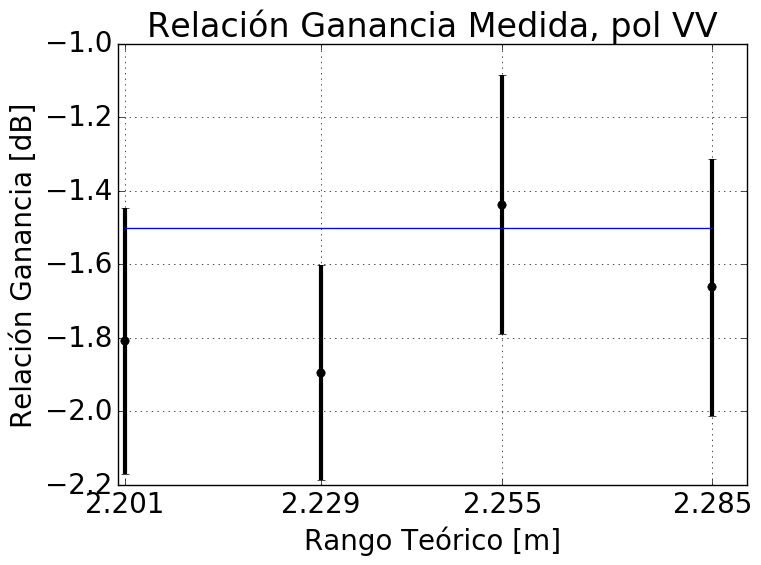 Relación Ganancia Medida, pol VV
Relación Ganancia [dB]
−1.0
−1.2
−1.4
−1.6
−1.8
−2.0
−2.2
2.201 2.229 2.255 2.285
Rango Teórico [m]